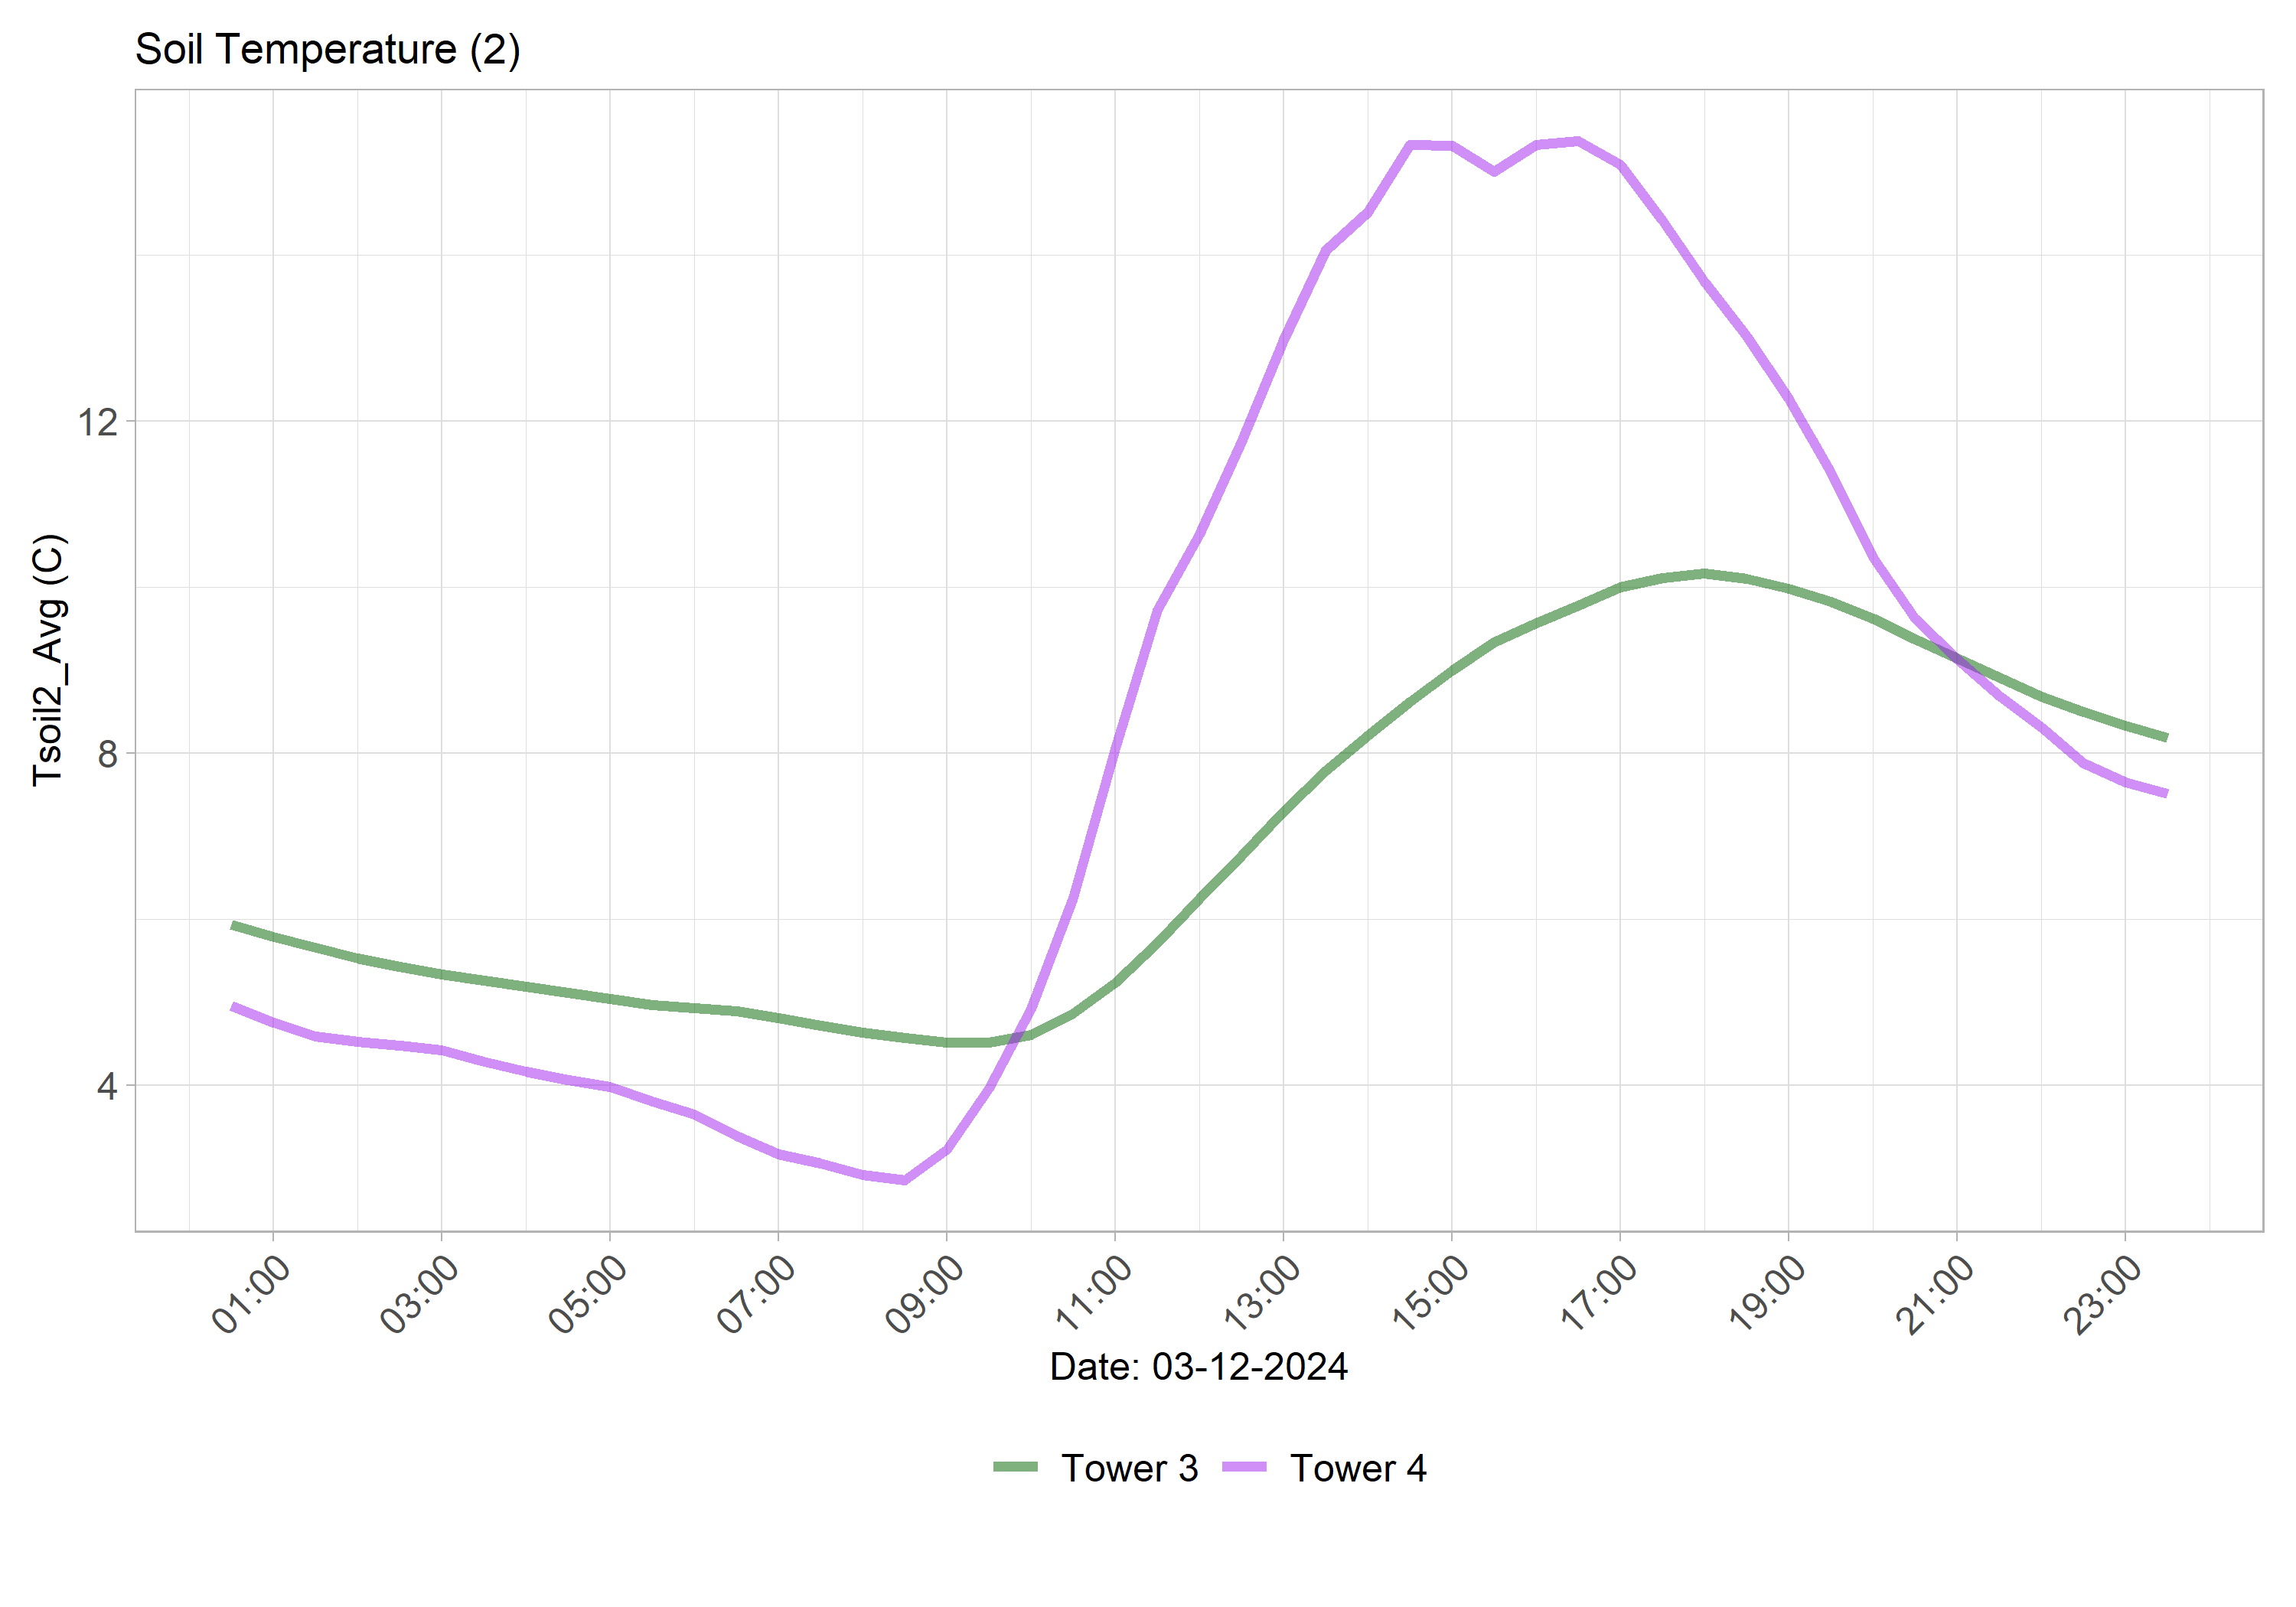 Soil Temperature (2)
Tsoil2_Avg (C)
12
8
4
01:00 03:00 05:00 07:00 09:00 11:00 13:00 15:00 17:00 19:00 21:00 23:00
Date: 03-12-2024
Tower 3 Tower 4